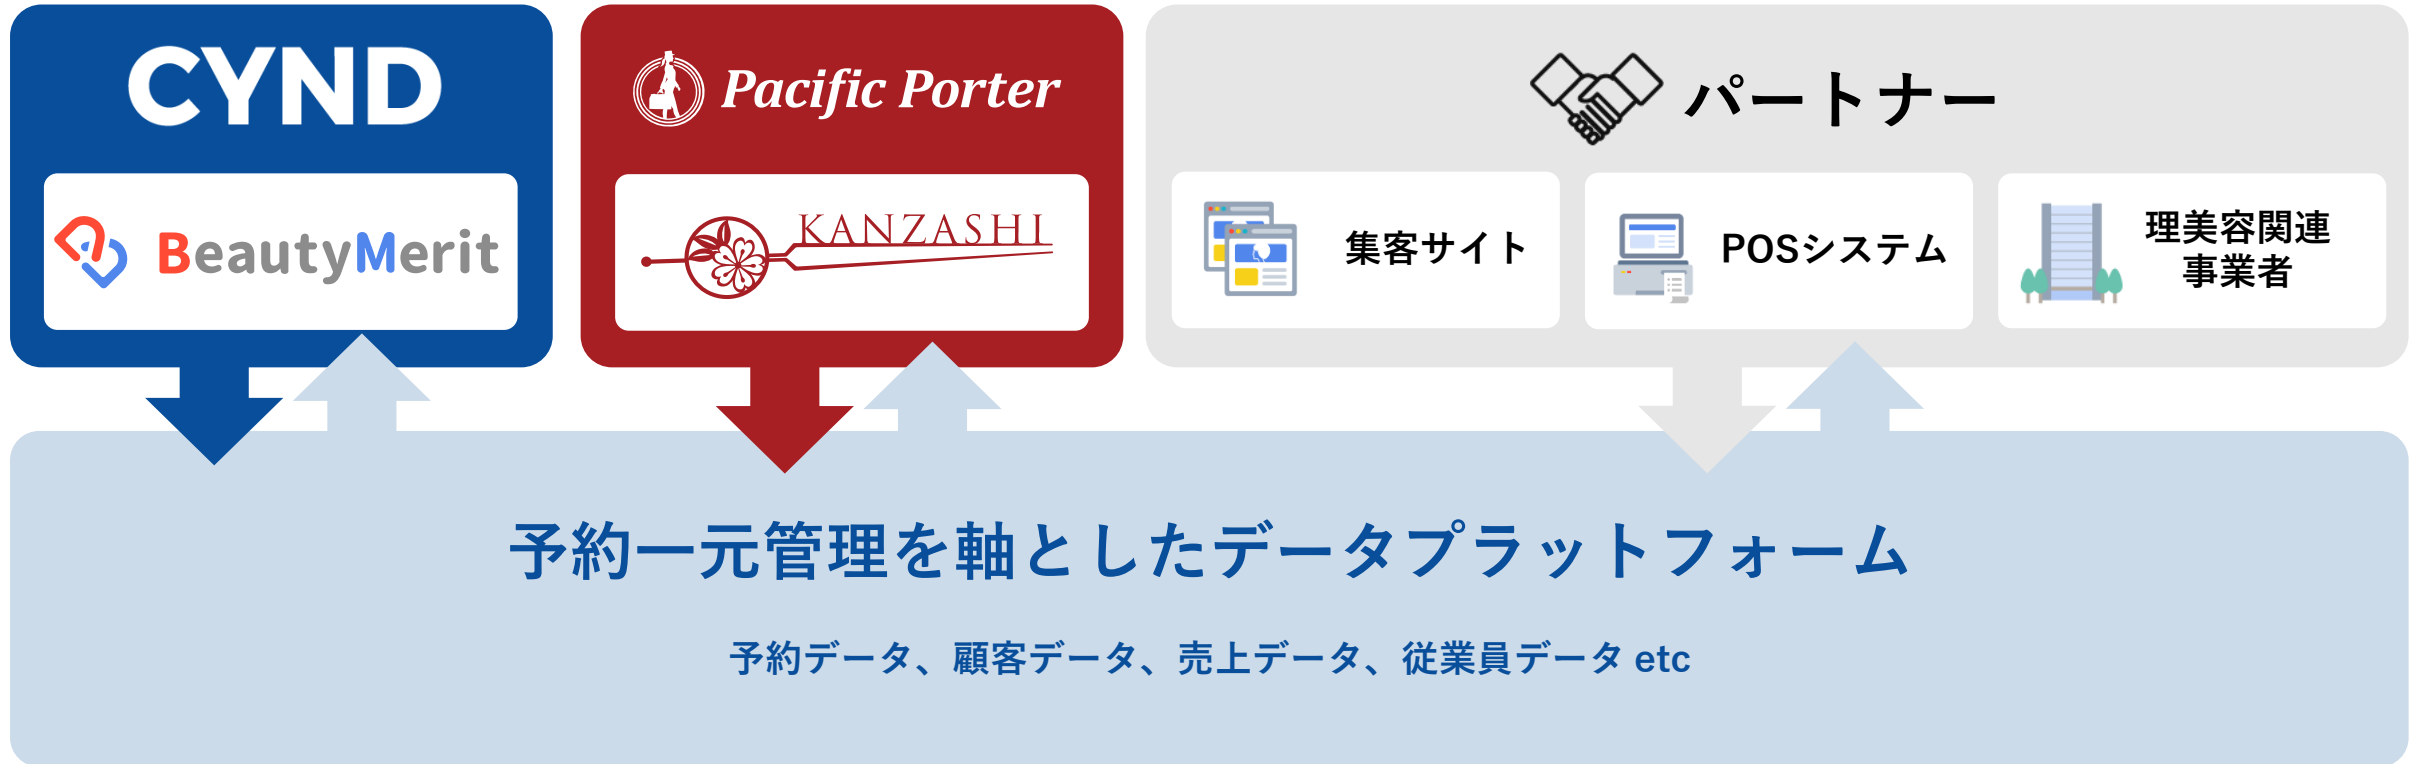 CYND
BeautyMerit
Pacific Porter
KANZASHI
パートナー
集客サイト
POSシステム
理美容関連
事業者
予約一元管理を軸としたデータプラットフォーム
予約データ、顧客データ、売上データ、従業員データ etc